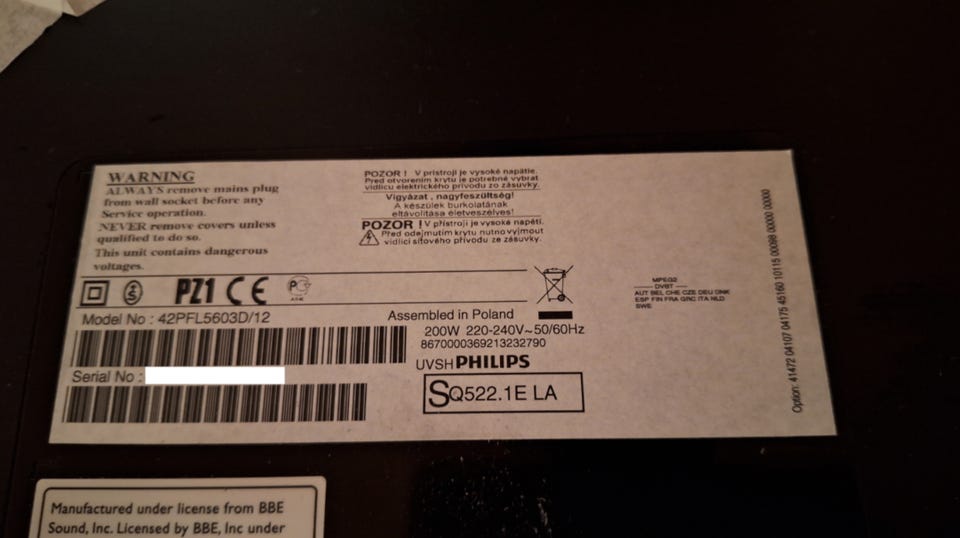 WARNING
ALWAYS remove mains plug
from wall socket before any
Service operation.
NEVER remove covers unless
qualified to do so.
This unit contains dangerous
voltages.
POZOR ! V prístroji je vysoké napätie.
Pred otvorením krytu je potrebné vybrat
vidlicu elektrického prívodu zo zásuvky.
Vigyázat , nagyfeszültség!
A készülek burkolatának
eltávolítása életveszélyes!
POZOR ! V přístroji je vysoké napětí.
Před odejmutím krytu nutno vyjmout
vidlici síťového přívodu ze zásuvky.
PZ1 CE
Model No : 42PFL5603D/12
Serial No :
Assembled in Poland
200W 220-240V~50/60Hz
8670000369213232790
UVSH PHILIPS
SQ522.1E LA
MPEG2
DVBT
AUT BEL CHE CZE DEU DNK
ESP FIN FRA GRC ITA NLD
SWE
Option: 41472 04107 04175 45160 10115 00098 00000 00000
Manufactured under license from BBE
Sound, Inc. Licensed by BBE, Inc under